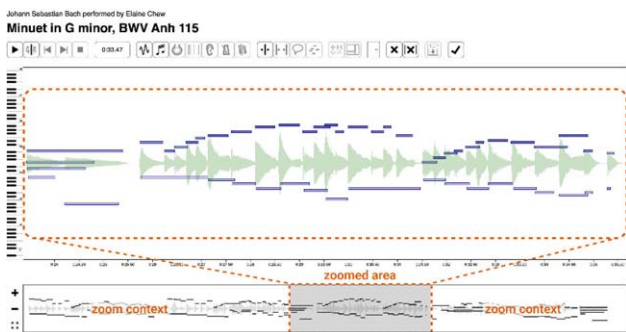 Johann Sebastian Bach performed by Elaine Chew
Minuet in G minor, BWV Anh 115
0:33.47
zoomed area
zoom context
zoom context